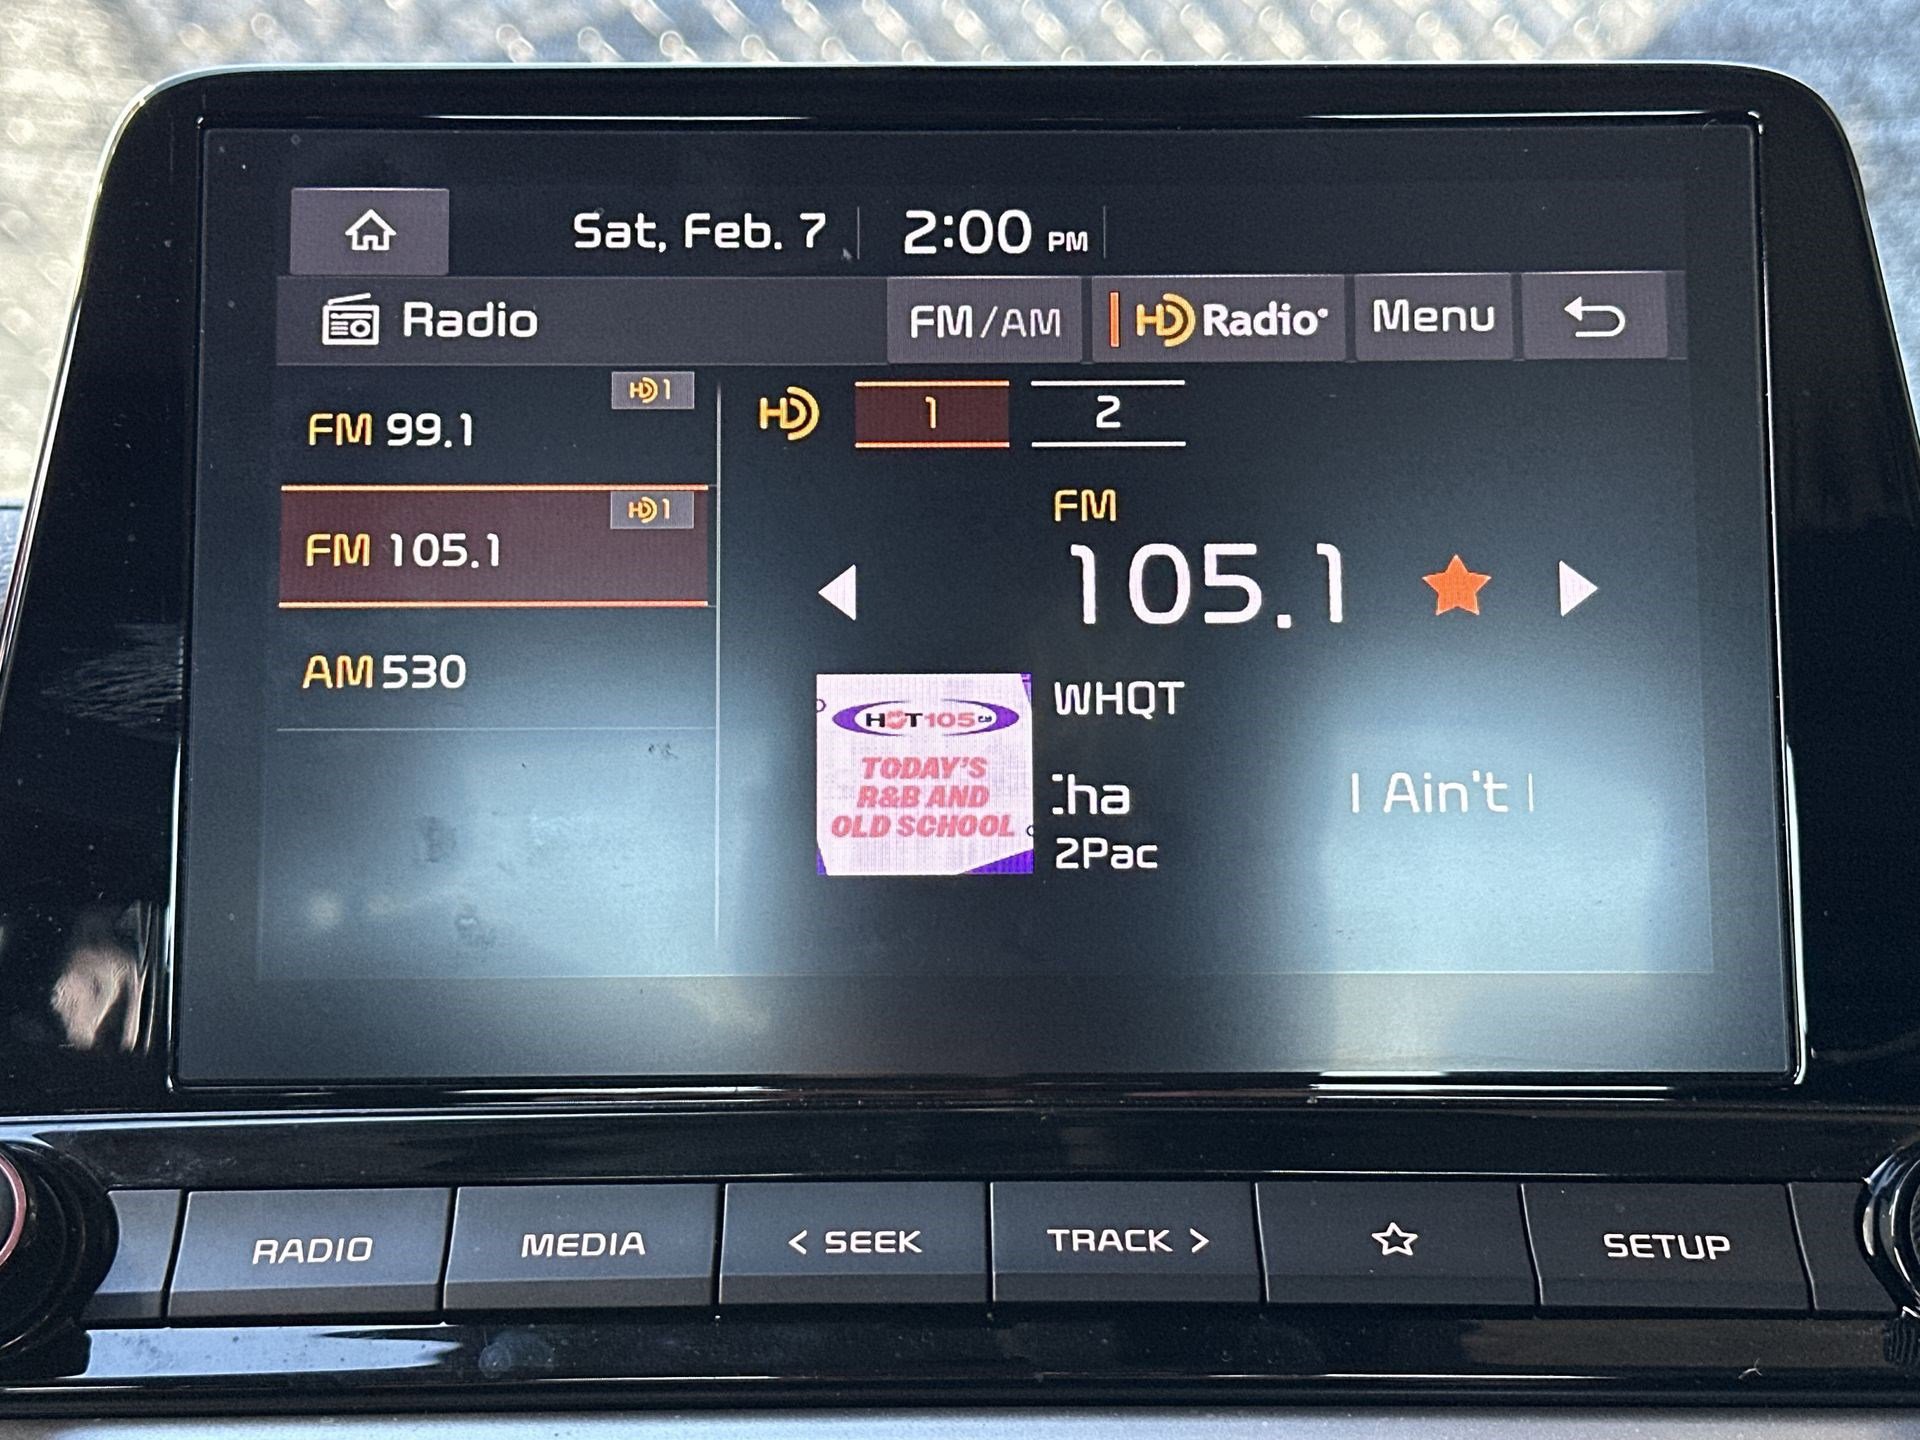 Sat, Feb. 7 2:00 PM
Radio FM/AM HD Radio Menu
HD 1
FM 99.1
HD 1
FM 105.1
AM 530
HD 1 2
FM
105.1
WHQT
HOT 105 FM
TODAY'S
R&B AND
OLD SCHOOL
I Ain't
2Pac
RADIO MEDIA < SEEK TRACK > SETUP